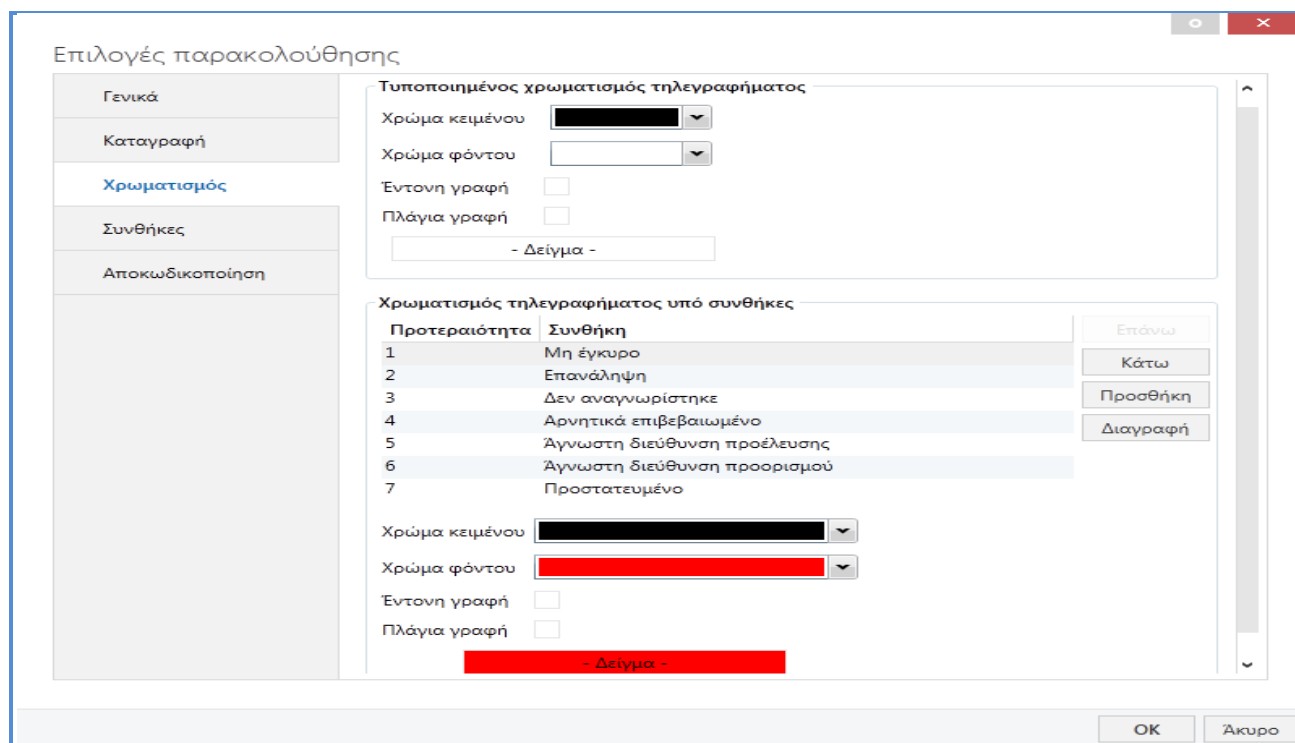 Επιλογές παρακολούθησης
Γενικά
Καταγραφή
Χρωματισμός
Συνθήκες
Αποκωδικοποίηση
Τυποποιημένος χρωματισμός τηλεγραφήματος
Χρώμα κειμένου
Χρώμα φόντου
Έντονη γραφή
Πλάγια γραφή
- Δείγμα -
Χρωματισμός τηλεγραφήματος υπό συνθήκες
Προτεραιότητα Συνθήκη
1 Μη έγκυρο
2 Επανάληψη
3 Δεν αναγνωρίστηκε
4 Αρνητικά επιβεβαιωμένο
5 Άγνωστη διεύθυνση προέλευσης
6 Άγνωστη διεύθυνση προορισμού
7 Προστατευμένο
Επάνω
Κάτω
Προσθήκη
Διαγραφή
Χρώμα κειμένου
Χρώμα φόντου
Έντονη γραφή
Πλάγια γραφή
- Δείγμα -
OK Άκυρο